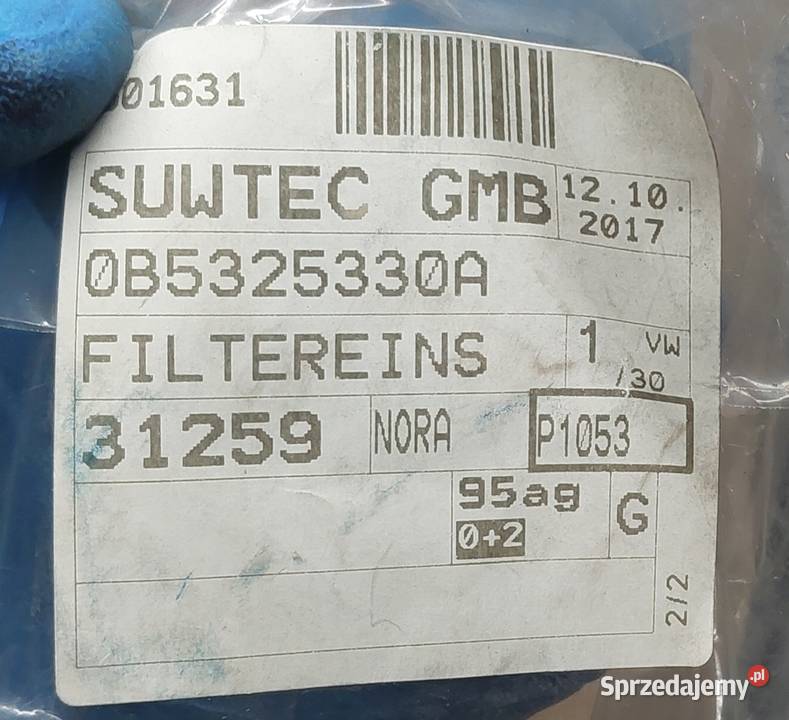 01631
SUWTEC GMB
12.10.
2017
0B5325330A
FILTEREINS
1 VW
/30
31259
NORA
P1053
95ag
0+2
G
2/2
Sprzedajemy.pl